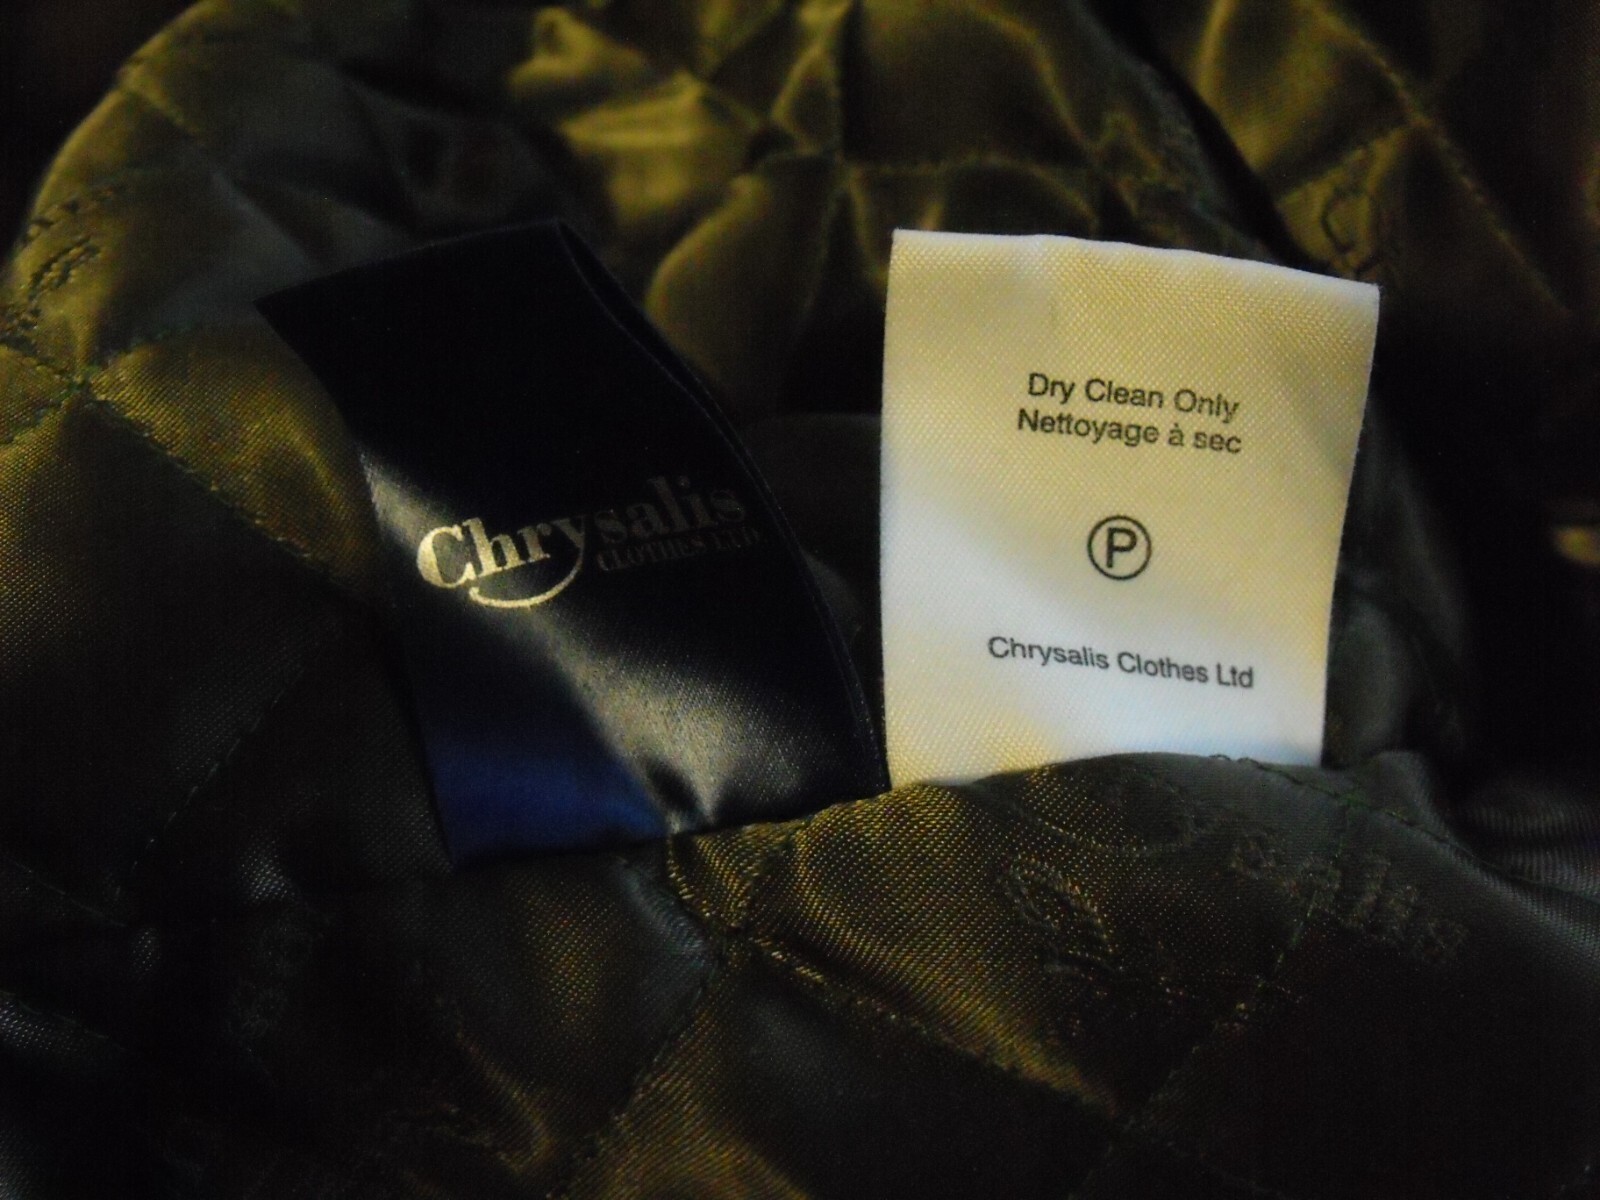 Chrysalis
CLOTHES LTD
Dry Clean Only
Nettoyage à sec
P
Chrysalis Clothes Ltd